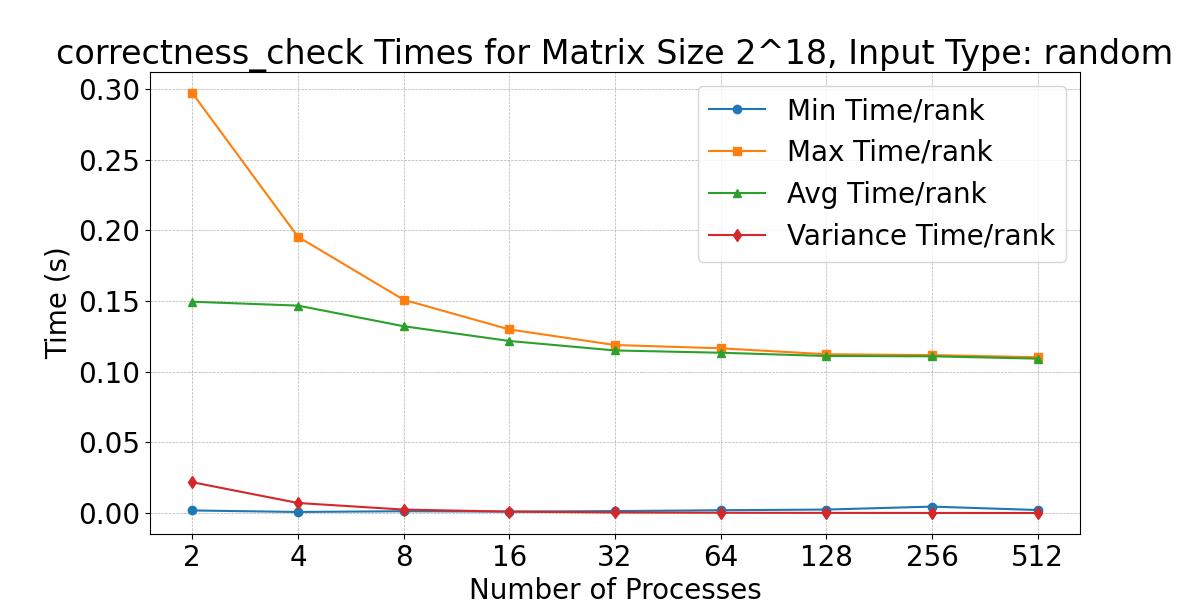 correctness_check Times for Matrix Size 2^18, Input Type: random
Time (s)
0.30
0.25
0.20
0.15
0.10
0.05
0.00
Min Time/rank
Max Time/rank
Avg Time/rank
Variance Time/rank
2 4 8 16 32 64 128 256 512
Number of Processes